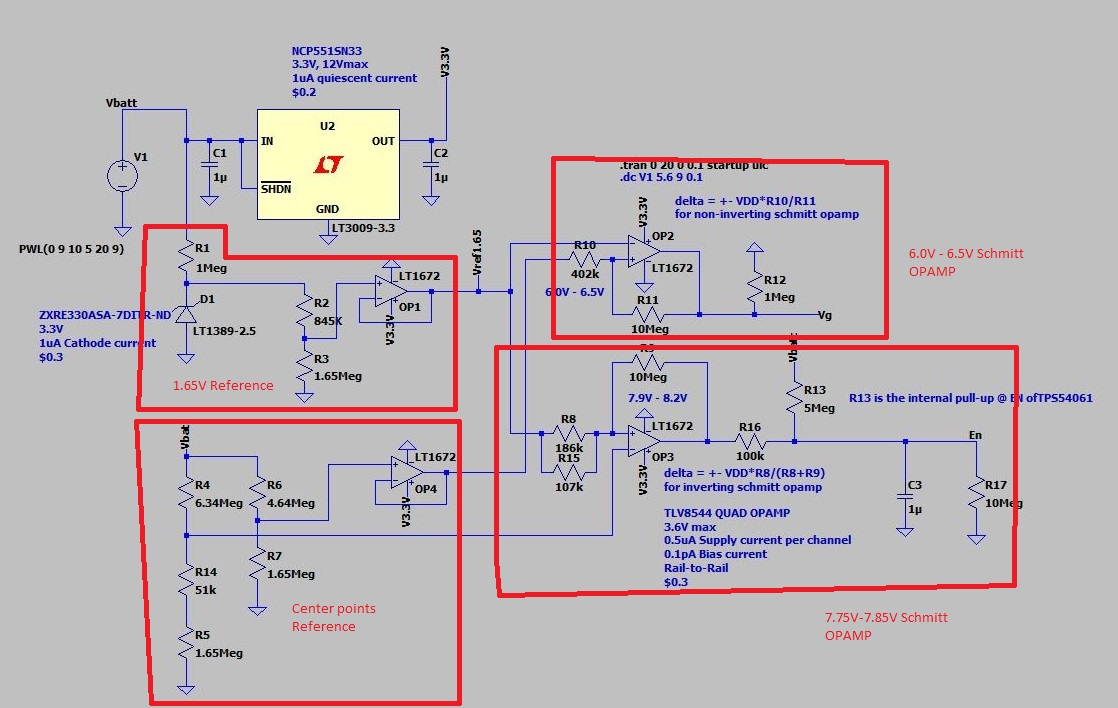 NCP551SN33
3.3V, 12Vmax
1uA quiescent current
$0.2
V3.3V
Vbatt
V1
C1
1µ
IN
U2
OUT
SHDN
GND
LT3009-3.3
C2
1µ
PWL(0 9 10 5 20 9)
R1
1Meg
ZXRE330ASA-7DITR-ND
3.3V
1uA Cathode current
$0.3
D1
LT1389-2.5
R2
845K
R3
1.65Meg
LT1672
OP1
V3.3V
1.65V Reference
Vref1.65
.tran 0 20 0 0.1 startup uic
.dc V1 5.6 9 0.1
delta = +- VDD*R10/R11
for non-inverting schmitt opamp
V3.3V
OP2
LT1672
R10
402k
6.0V - 6.5V
R11
10Meg
R12
1Meg
Vg
6.0V - 6.5V Schmitt
OPAMP
Vbat
R4
6.34Meg
R6
4.64Meg
R14
51k
R5
1.65Meg
R7
1.65Meg
LT1672
OP4
V3.3V
Center points
Reference
10Meg
7.9V - 8.2V
R8
186k
R15
107k
LT1672
OP3
V3.3V
R16
100k
R13
5Meg
R13 is the internal pull-up @ EN ofTPS54061
En
C3
1µ
R17
10Meg
delta = +- VDD*R8/(R8+R9)
for inverting schmitt opamp
TLV8544 QUAD OPAMP
3.6V max
0.5uA Supply current per channel
0.1pA Bias current
Rail-to-Rail
$0.3
7.75V-7.85V Schmitt
OPAMP